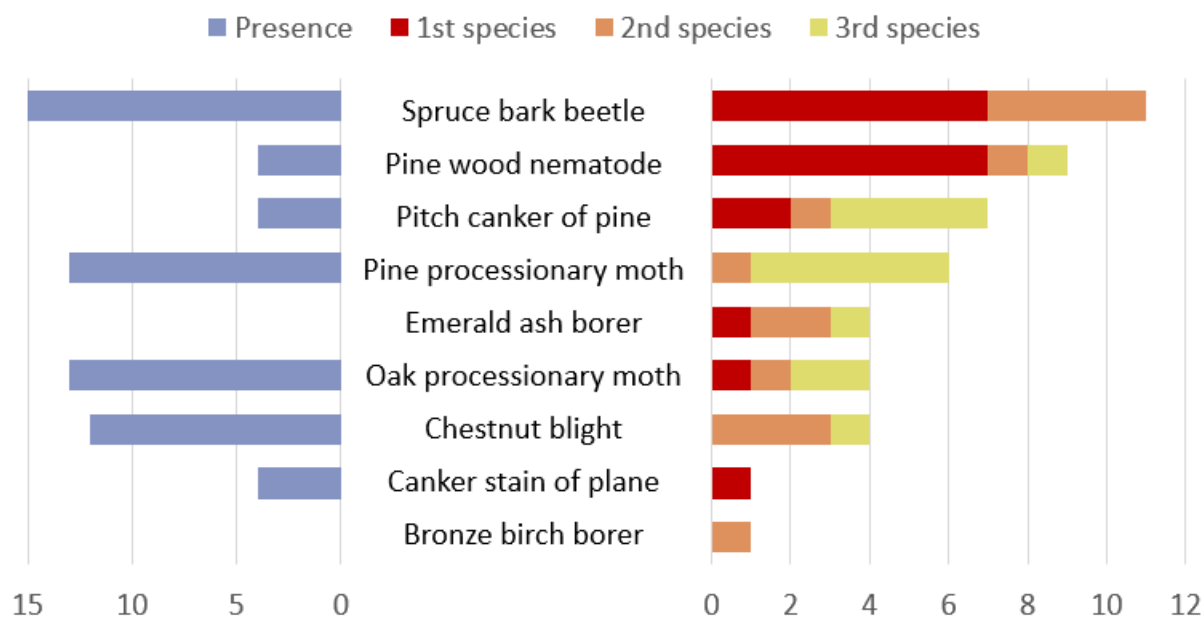 Presence 1st species 2nd species 3rd species
Spruce bark beetle
Pine wood nematode
Pitch canker of pine
Pine processionary moth
Emerald ash borer
Oak processionary moth
Chestnut blight
Canker stain of plane
Bronze birch borer
15 10 5 0 0 2 4 6 8 10 12